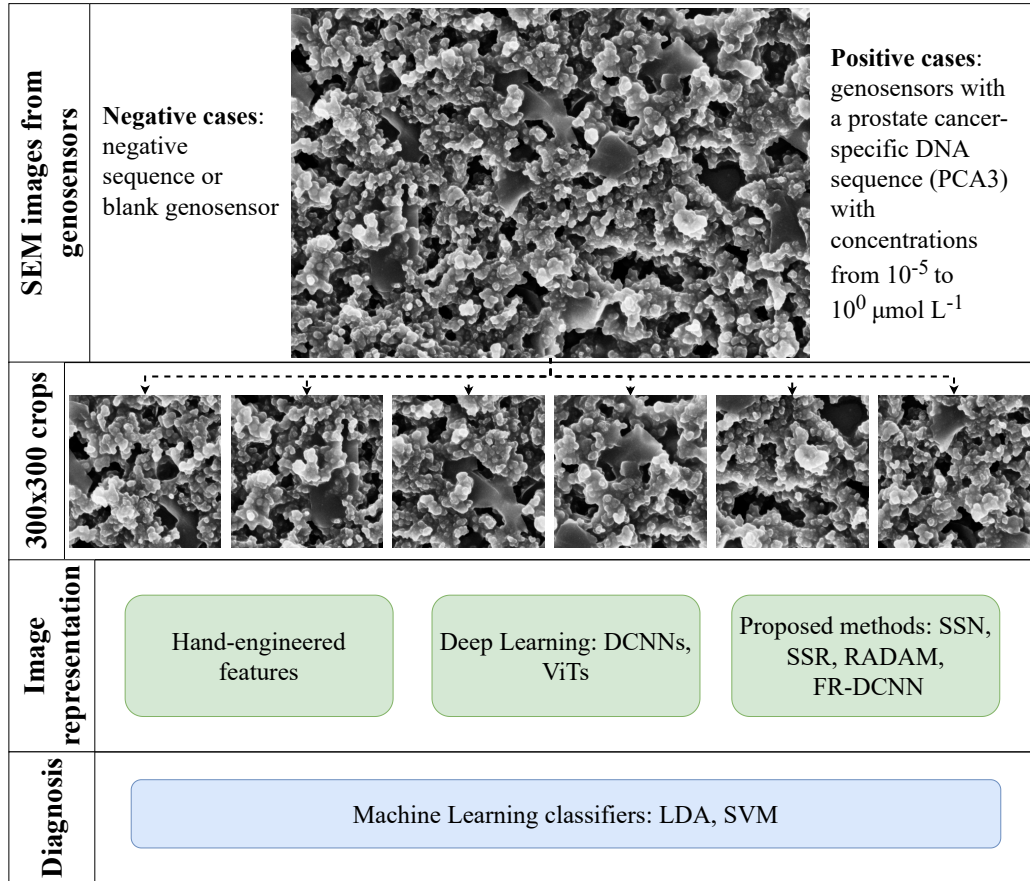 SEM images from
genosensors
Negative cases:
negative
sequence or
blank genosensor
Positive cases:
genosensors with
a prostate cancer-
specific DNA
sequence (PCA3)
with
concentrations
from 10⁻⁵ to
10⁰ μmol L⁻¹
300x300 crops
Image
representation
Hand-engineered
features
Deep Learning: DCNNs,
ViTs
Proposed methods: SSN,
SSR, RADAM,
FR-DCNN
Diagnosis
Machine Learning classifiers: LDA, SVM